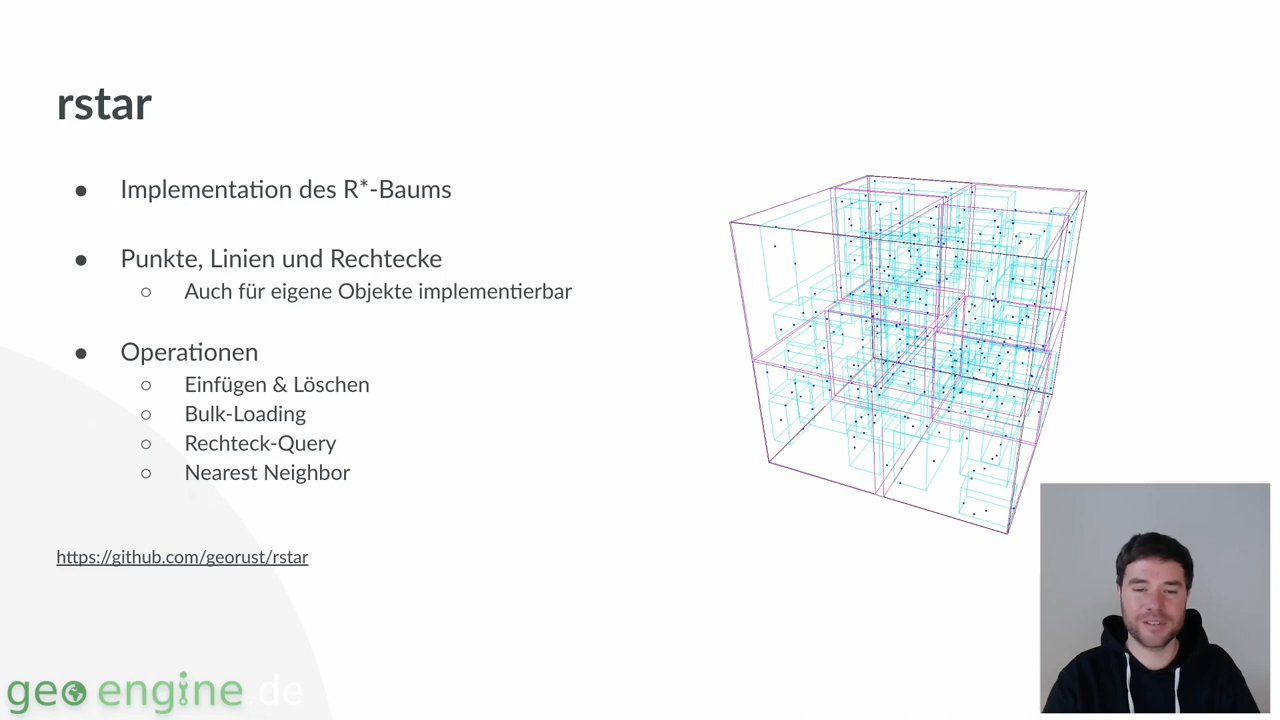 rstar
● Implementation des R*-Baums
● Punkte, Linien und Rechtecke
○ Auch für eigene Objekte implementierbar
● Operationen
○ Einfügen & Löschen
○ Bulk-Loading
○ Rechteck-Query
○ Nearest Neighbor
https://github.com/georust/rstar
geo engine.de